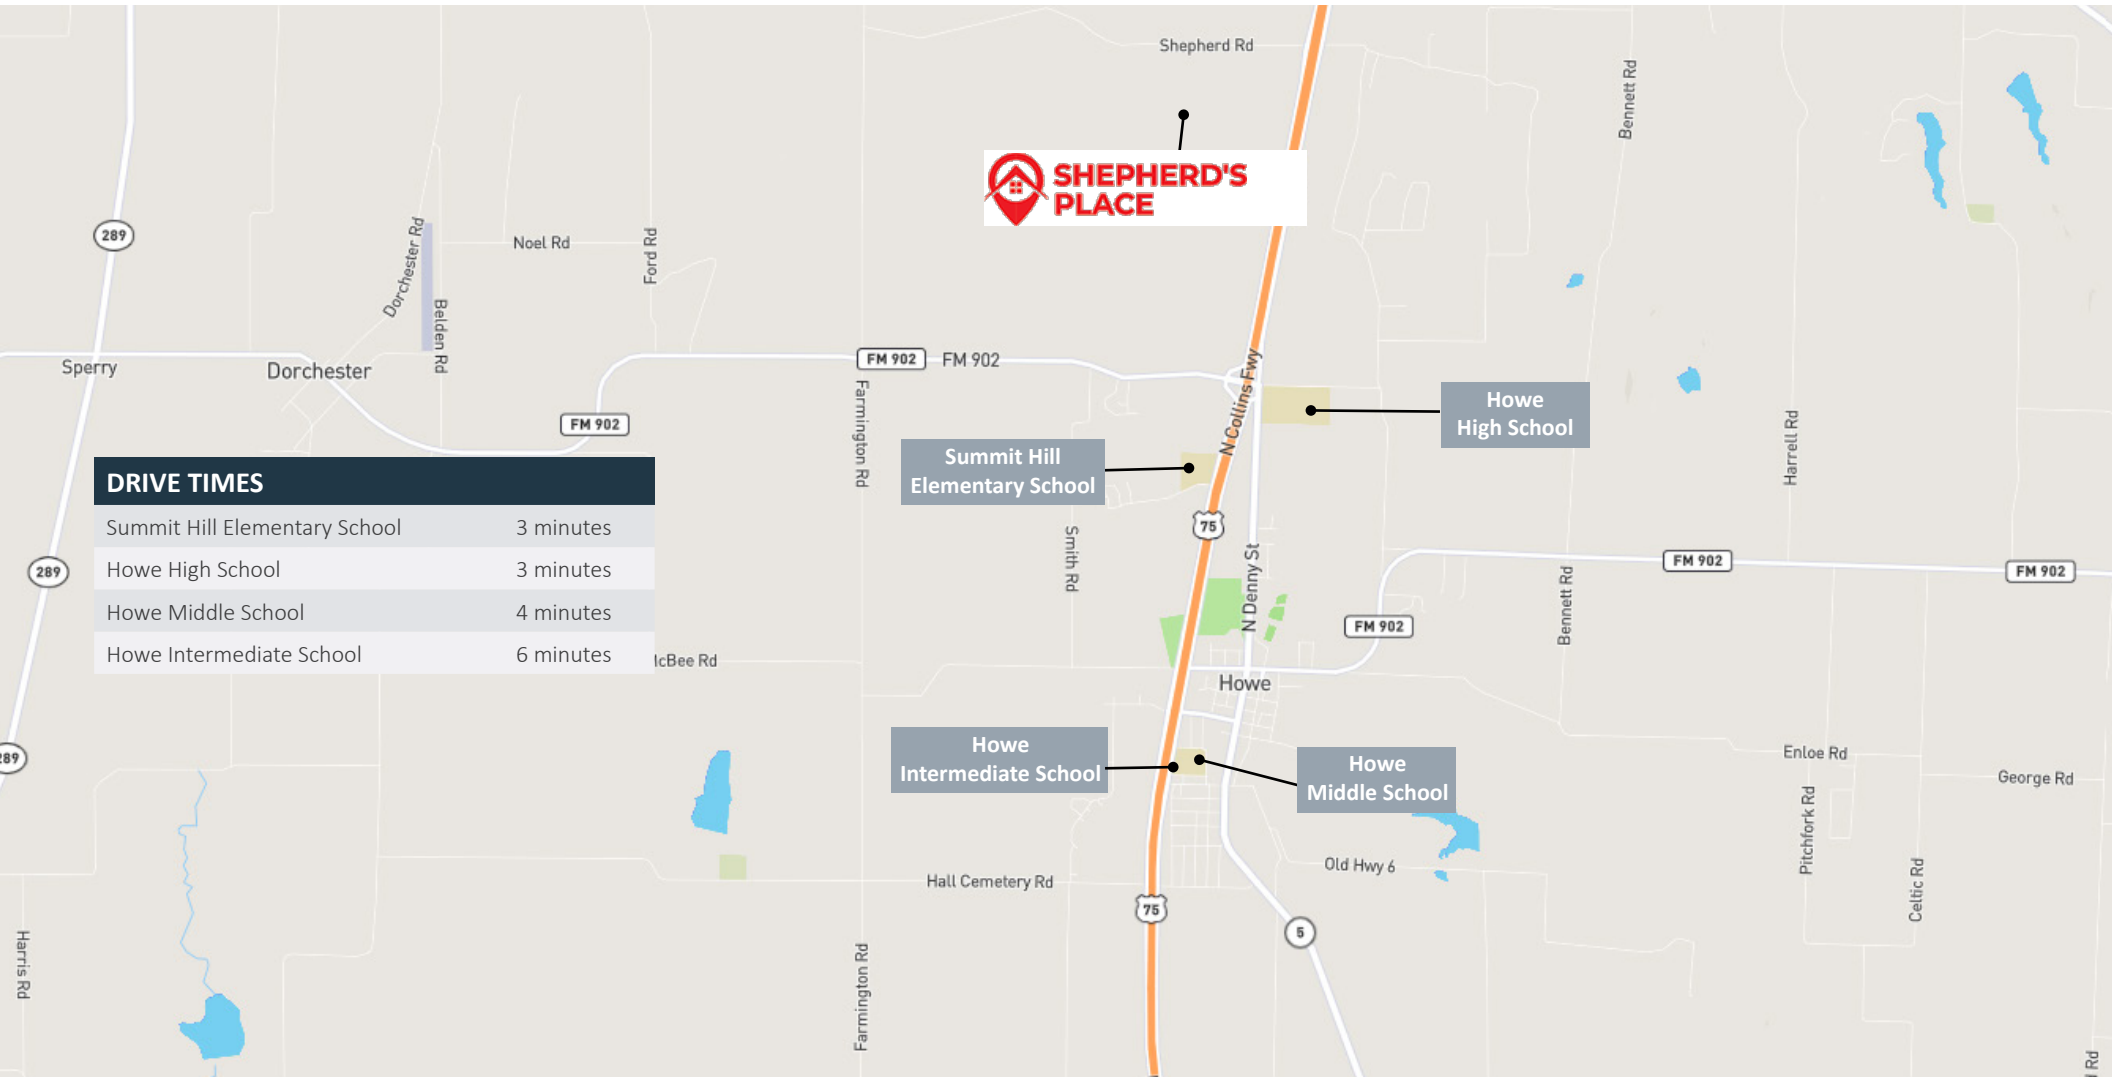 Shepherd Rd
Bennett Rd
SHEPHERD'S
PLACE
289
Dorchester Rd
Noel Rd
Ford Rd
Belden Rd
Sperry
Dorchester
FM 902
FM 902
FM 902
N Collins Fwy
Farmington Rd
Howe
High School
Harrell Rd
Summit Hill
Elementary School
DRIVE TIMES
Summit Hill Elementary School 3 minutes
Howe High School 3 minutes
Howe Middle School 4 minutes
Howe Intermediate School 6 minutes
75
Smith Rd
N Denny St
289
FM 902
FM 902
Bennett Rd
FM 902
cBee Rd
Howe
Howe
Intermediate School
Howe
Middle School
89
Enloe Rd
George Rd
Pitchfork Rd
Old Hwy 6
Hall Cemetery Rd
Celtic Rd
75
5
Harris Rd
Farmington Rd
Rd